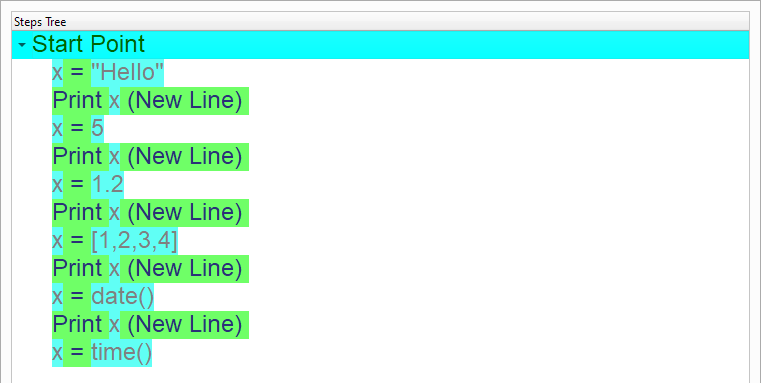 Steps Tree
Start Point
x = "Hello"
Print x (New Line)
x = 5
Print x (New Line)
x = 1.2
Print x (New Line)
x = [1,2,3,4]
Print x (New Line)
x = date()
Print x (New Line)
x = time()